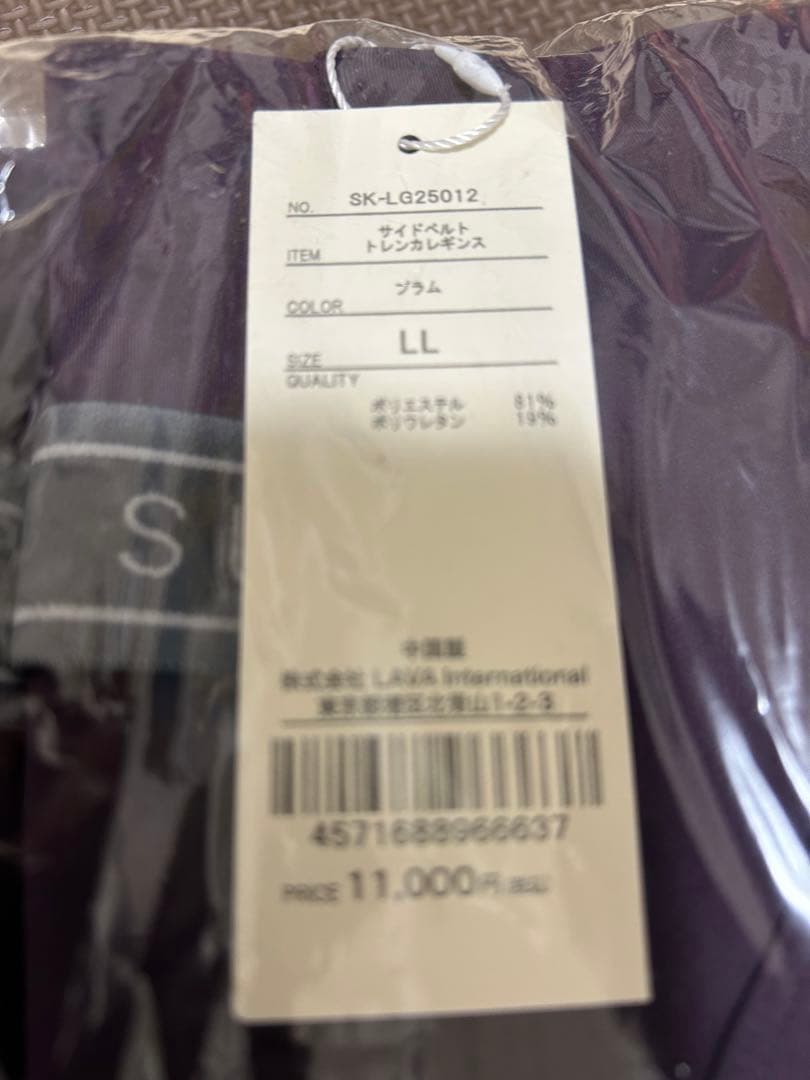 NO. SK-LG25012
サイドベルト
ITEM トレンカレギンス
COLOR プラム
SIZE LL
QUALITY
ポリエステル 81%
ポリウレタン 19%
S
中国製
株式会社 LAVA International
東京都港区北青山1-2-3
4571688966637
PRICE 11,000円(税込)